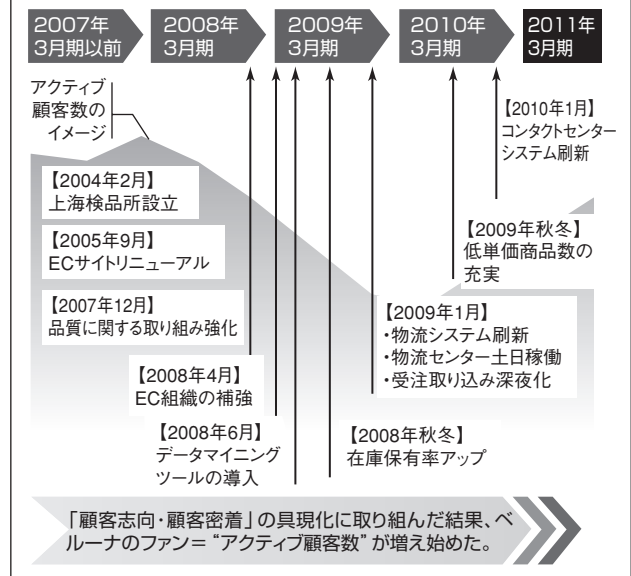 2007年
3月期以前
2008年
3月期
2009年
3月期
2010年
3月期
2011年
3月期
アクティブ
顧客数の
イメージ
【2010年1月】
コンタクトセンター
システム刷新
【2004年2月】
上海検品所設立
【2005年9月】
ECサイトリニューアル
【2009年秋冬】
低単価商品数の
充実
【2007年12月】
品質に関する取り組み強化
【2009年1月】
・物流システム刷新
・物流センター土日稼働
・受注取り込み深夜化
【2008年4月】
EC組織の補強
【2008年6月】
データマイニング
ツールの導入
【2008年秋冬】
在庫保有率アップ
「顧客志向・顧客密着」の具現化に取り組んだ結果、ベ
ルーナのファン=“アクティブ顧客数”が増え始めた。